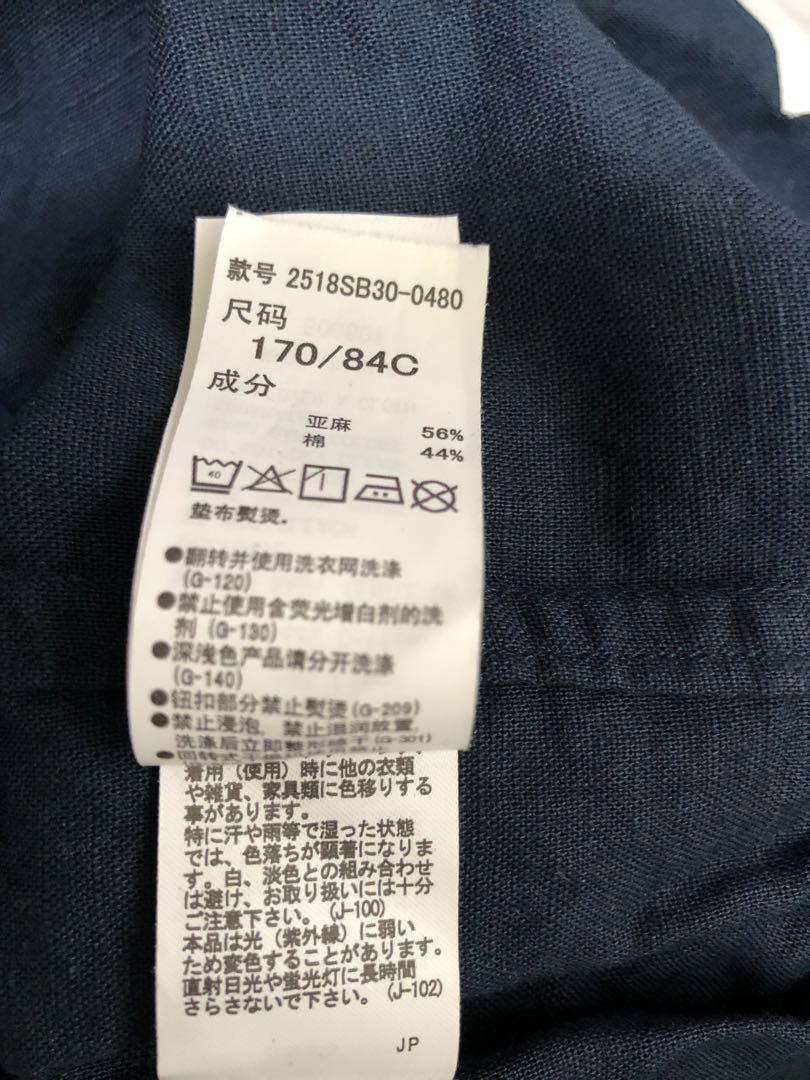 款号 2518SB30-0480
尺码
170/84C
成分
亚麻 56%
棉 44%
40
垫布熨烫.
●翻转并使用洗衣网洗涤
(G-120)
●禁止使用含荧光增白剂的洗
剂 (G-130)
●深浅色产品请分开洗涤
(G-140)
●钮扣部分禁止熨烫(G-209)
●禁止浸泡, 禁止湿润放置,
洗涤后立即整形晾干(G-301)
着用 (使用) 時に他の衣類
や雑貨、家具類に色移りする
事があります。
特に汗や雨等で湿った状態
では、色落ちが顕著になりま
す。白、淡色との組み合わせ
は避け、お取り扱いには十分
ご注意下さい。(J-100)
本品は光 (紫外線) に弱い
ため変色することがあります。
直射日光や蛍光灯に長時間
さらさないで下さい。(J-102)
JP